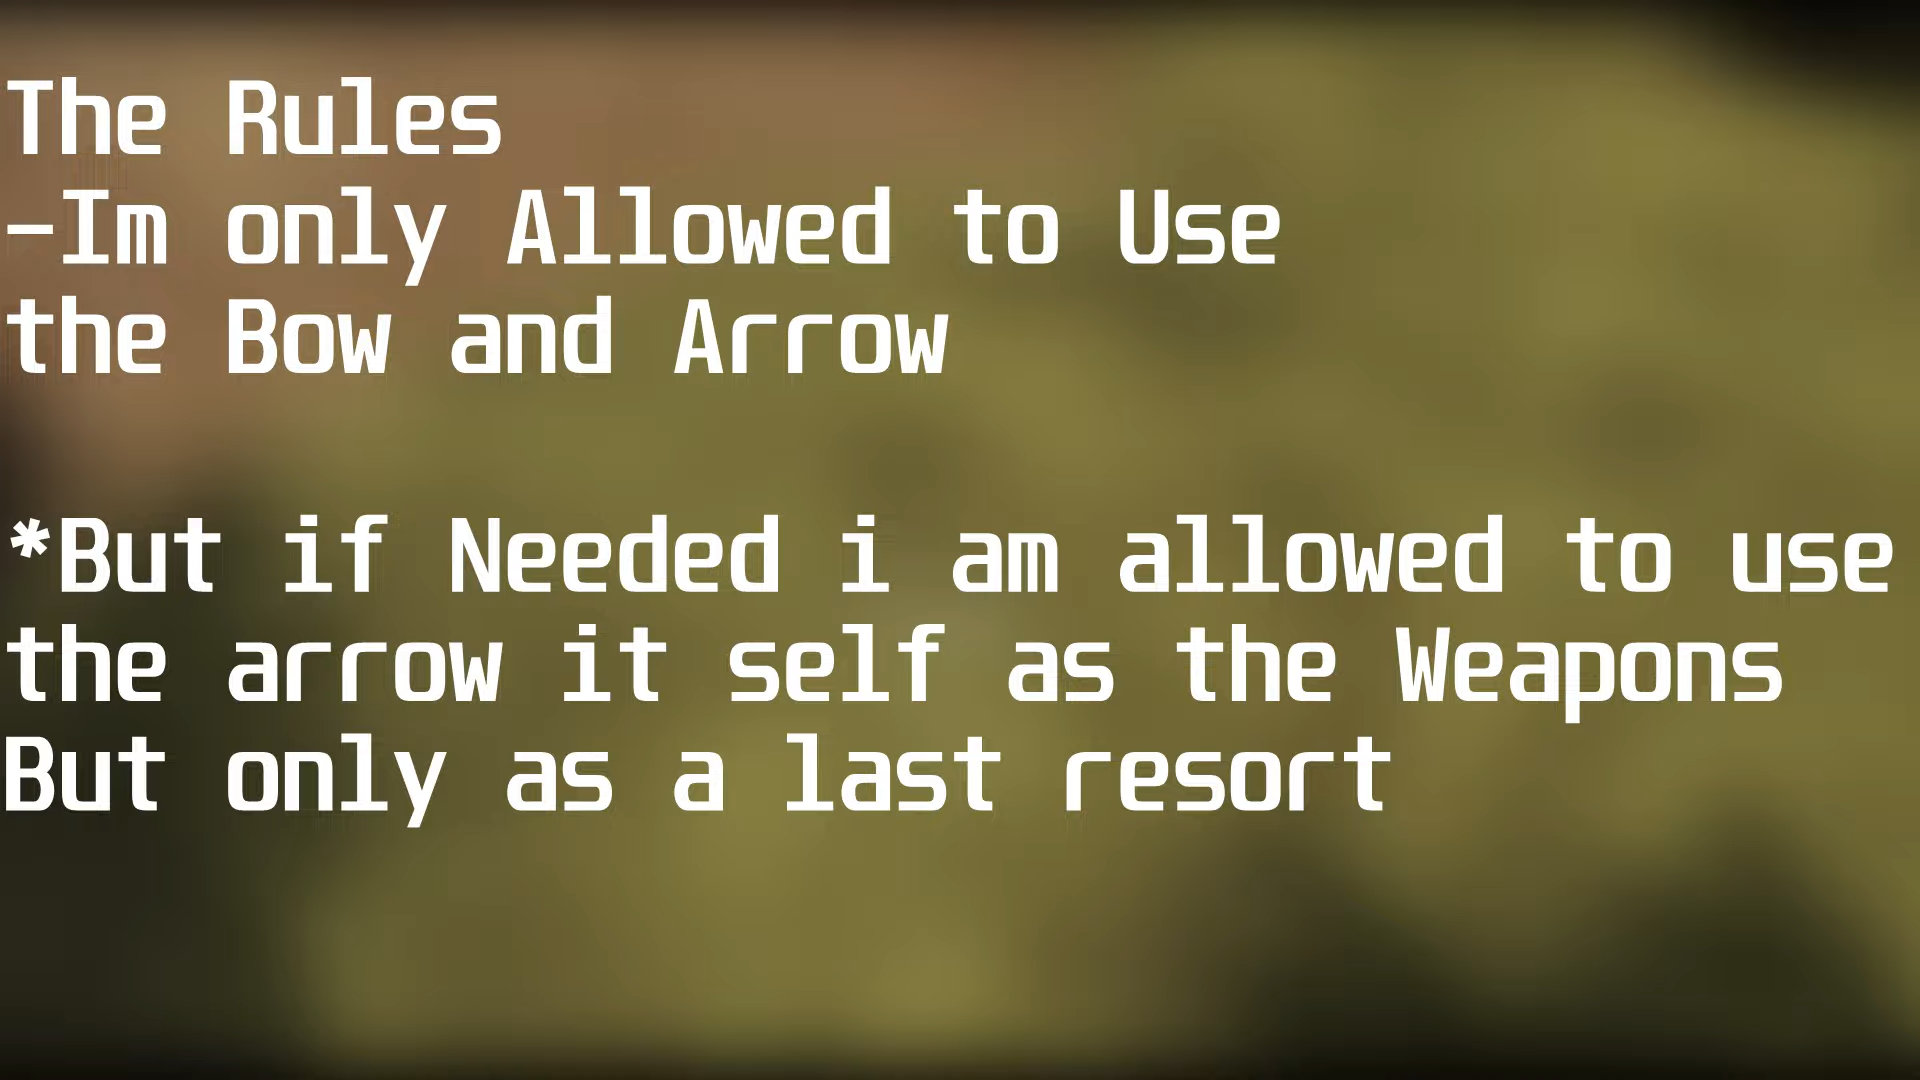 The Rules
-Im only Allowed to Use
the Bow and Arrow
*But if Needed i am allowed to use
the arrow it self as the Weapons
But only as a last resort